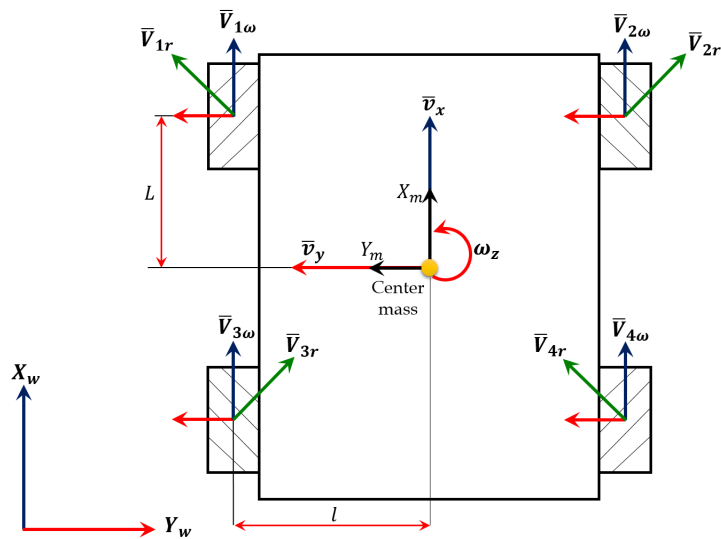 V̅₁ω
V̅₂ω
V̅₁r
V̅₂r
v̅x
L
Xm
v̅y
Ym
ωz
Center
mass
V̅₃ω
V̅₃r
V̅₄r
V̅₄ω
Xw
l
Yw